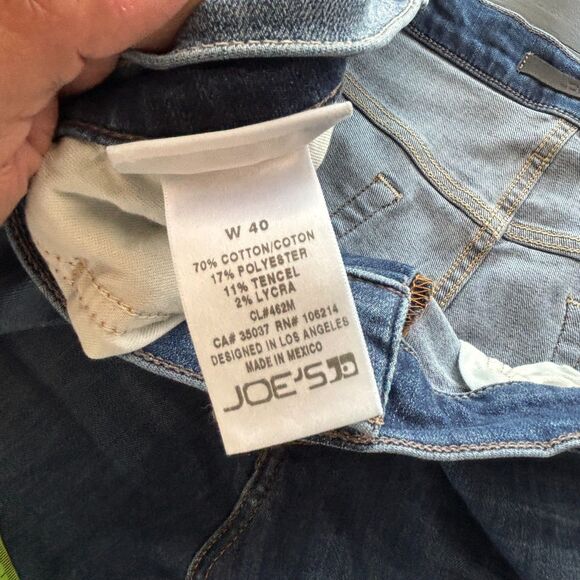 W 40
70% COTTON/COTON
17% POLYESTER
11% TENCEL
2% LYCRA
CL#462M
CA# 35037 RN# 106214
DESIGNED IN LOS ANGELES
MADE IN MEXICO
JOE'S